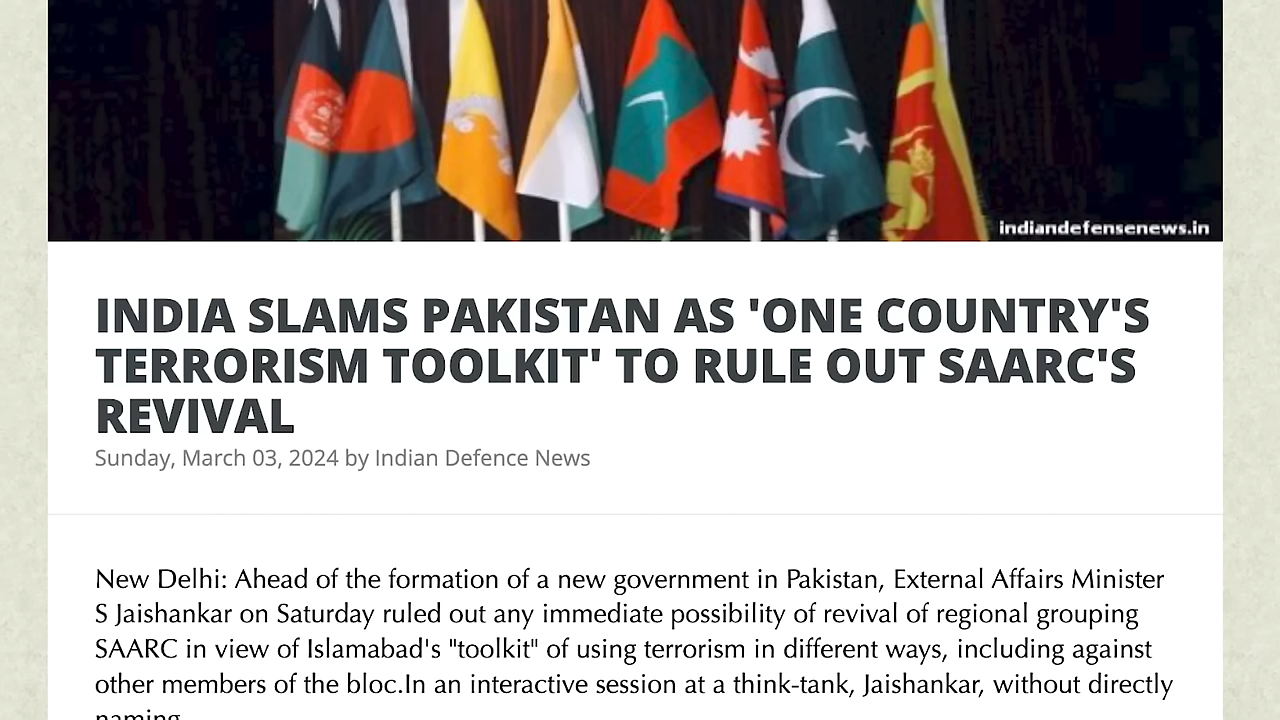 indiandefensenews.in
INDIA SLAMS PAKISTAN AS 'ONE COUNTRY'S
TERRORISM TOOLKIT' TO RULE OUT SAARC'S
REVIVAL
Sunday, March 03, 2024 by Indian Defence News
New Delhi: Ahead of the formation of a new government in Pakistan, External Affairs Minister
S Jaishankar on Saturday ruled out any immediate possibility of revival of regional grouping
SAARC in view of Islamabad's "toolkit" of using terrorism in different ways, including against
other members of the bloc.In an interactive session at a think-tank, Jaishankar, without directly
naming